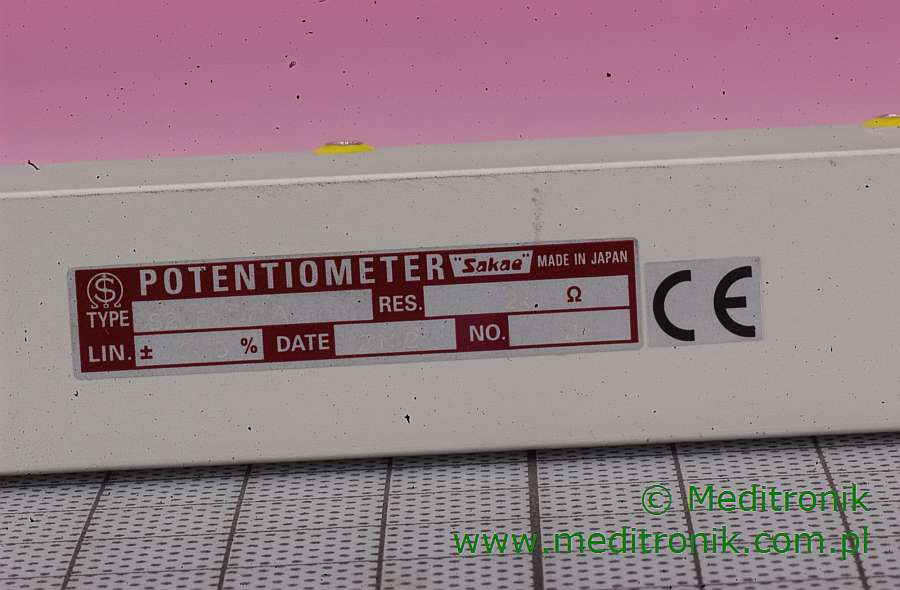 POTENTIOMETER "Sakae" MADE IN JAPAN
TYPE RES. Ω
LIN. ± % DATE NO.
CE
© Meditronik
www.meditronik.com.pl